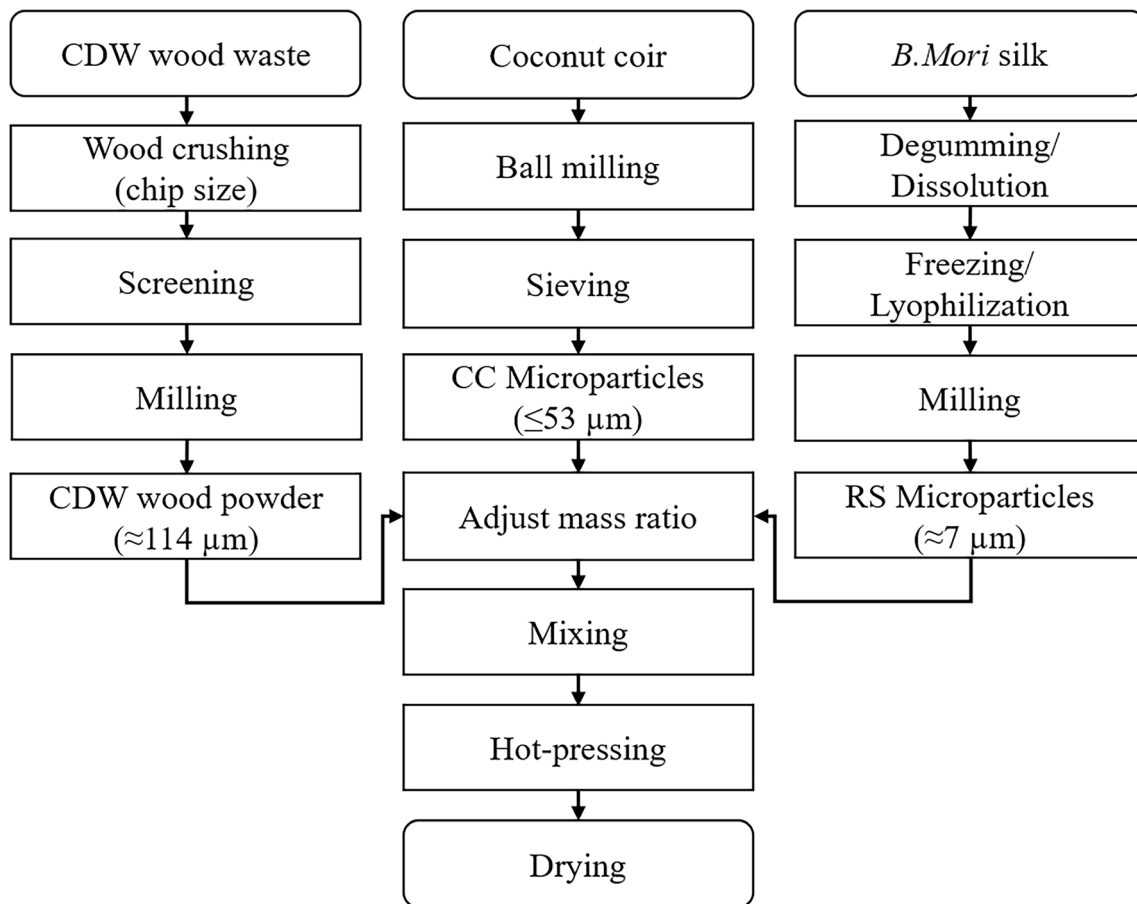 CDW wood waste
Wood crushing
(chip size)
Screening
Milling
CDW wood powder
(≈114 µm)
Coconut coir
Ball milling
Sieving
CC Microparticles
(≤53 µm)
Adjust mass ratio
Mixing
Hot-pressing
Drying
B.Mori silk
Degumming/
Dissolution
Freezing/
Lyophilization
Milling
RS Microparticles
(≈7 µm)